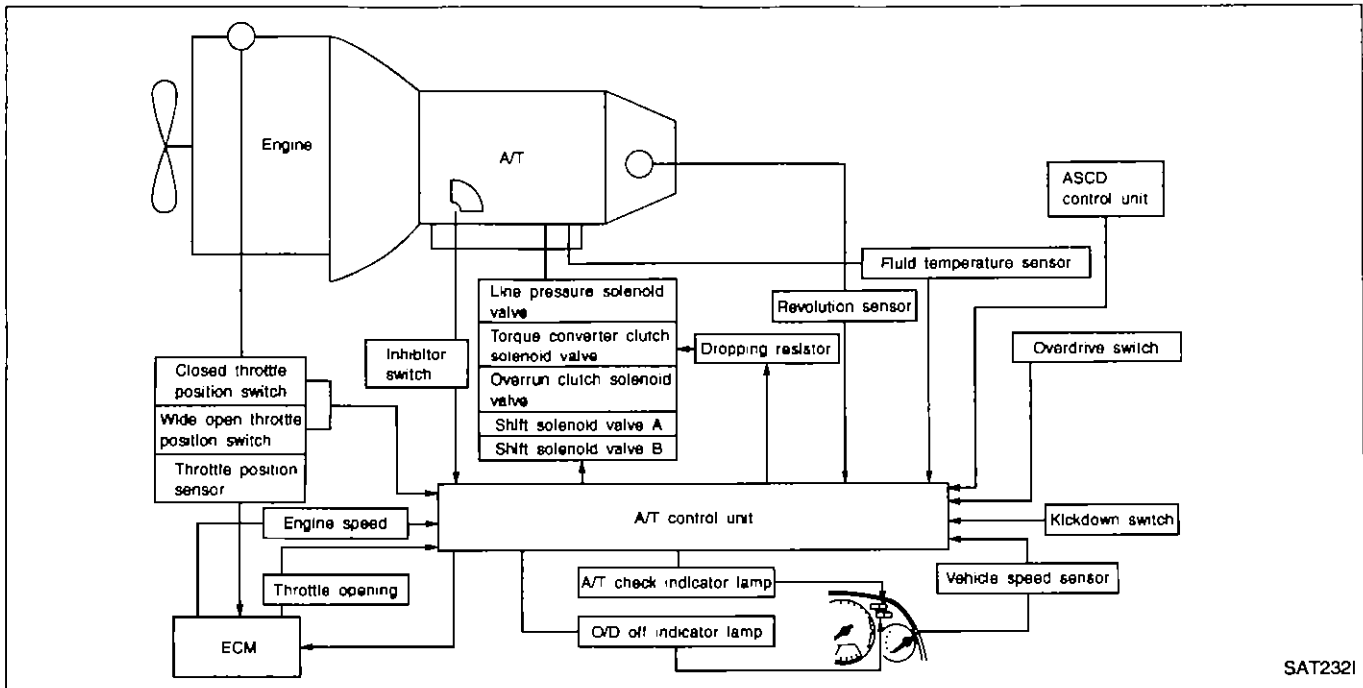 Engine
A/T
ASCD
control unit
Fluid temperature sensor
Line pressure solenoid
valve
Revolution sensor
Torque converter clutch
solenoid valve
Dropping resistor
Overdrive switch
Inhibitor
switch
Closed throttle
position switch
Overrun clutch solenoid
valve
Wide open throttle
position switch
Shift solenoid valve A
Shift solenoid valve B
Throttle position
sensor
Engine speed
A/T control unit
Kickdown switch
Throttle opening
A/T check indicator lamp
Vehicle speed sensor
ECM
O/D off indicator lamp
SAT232I